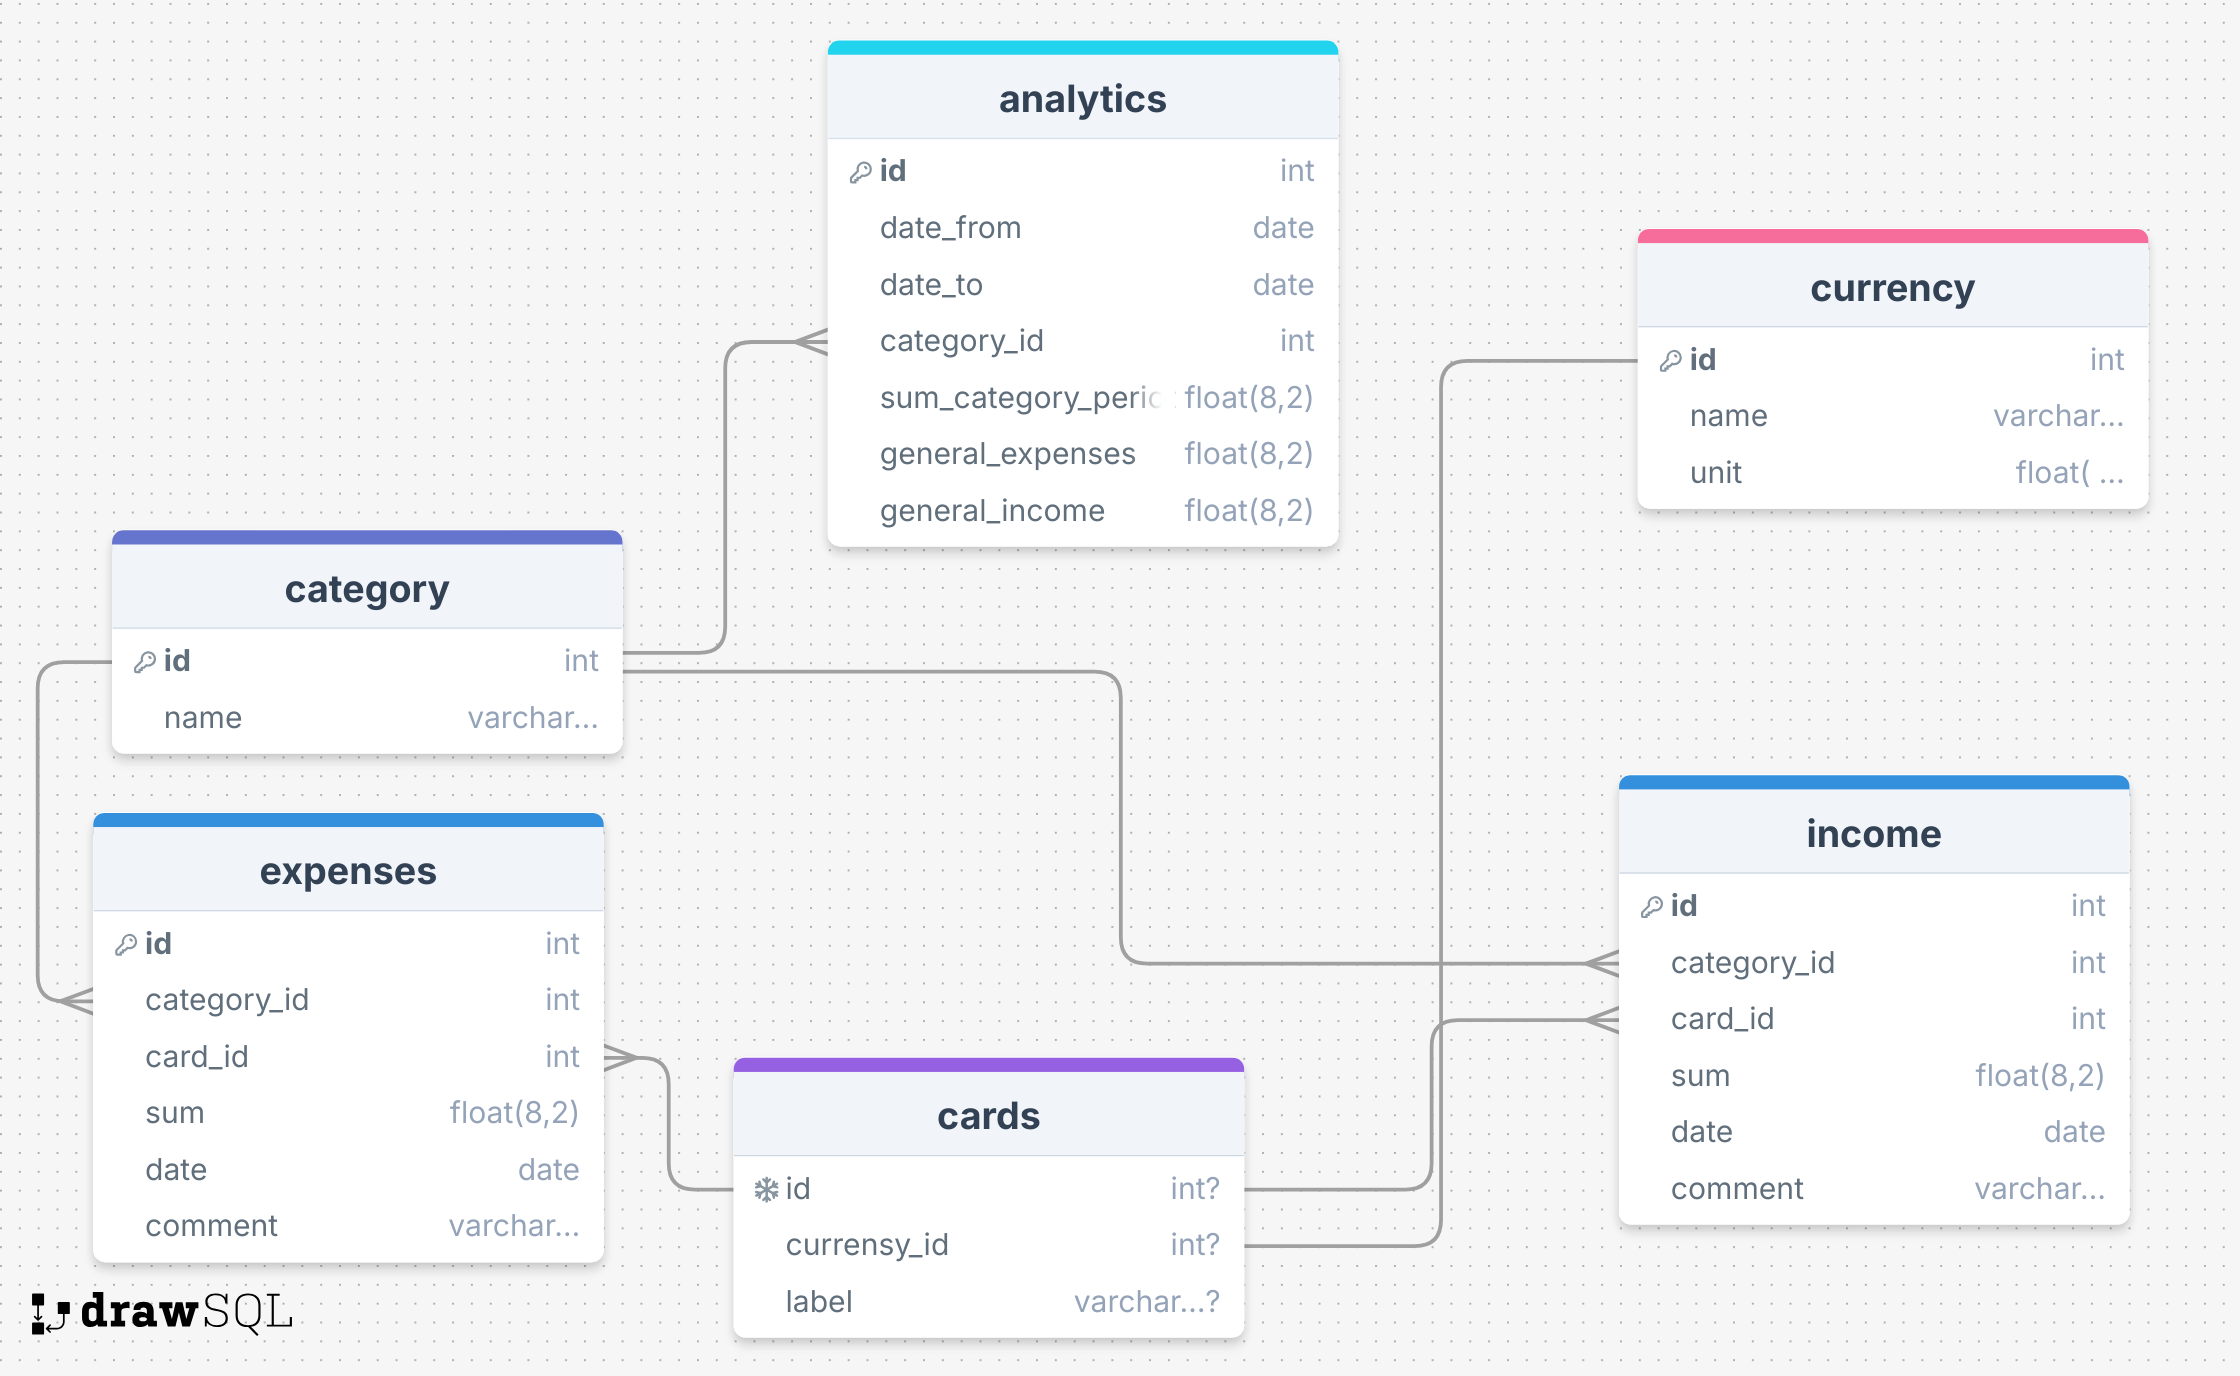 analytics
id int
date_from date
date_to date
category_id int
sum_category_peric float(8,2)
general_expenses float(8,2)
general_income float(8,2)
currency
id int
name varchar...
unit float( ...
category
id int
name varchar...
expenses
id int
category_id int
card_id int
sum float(8,2)
date date
comment varchar...
cards
id int?
currensy_id int?
label varchar...?
income
id int
category_id int
card_id int
sum float(8,2)
date date
comment varchar...
drawSQL